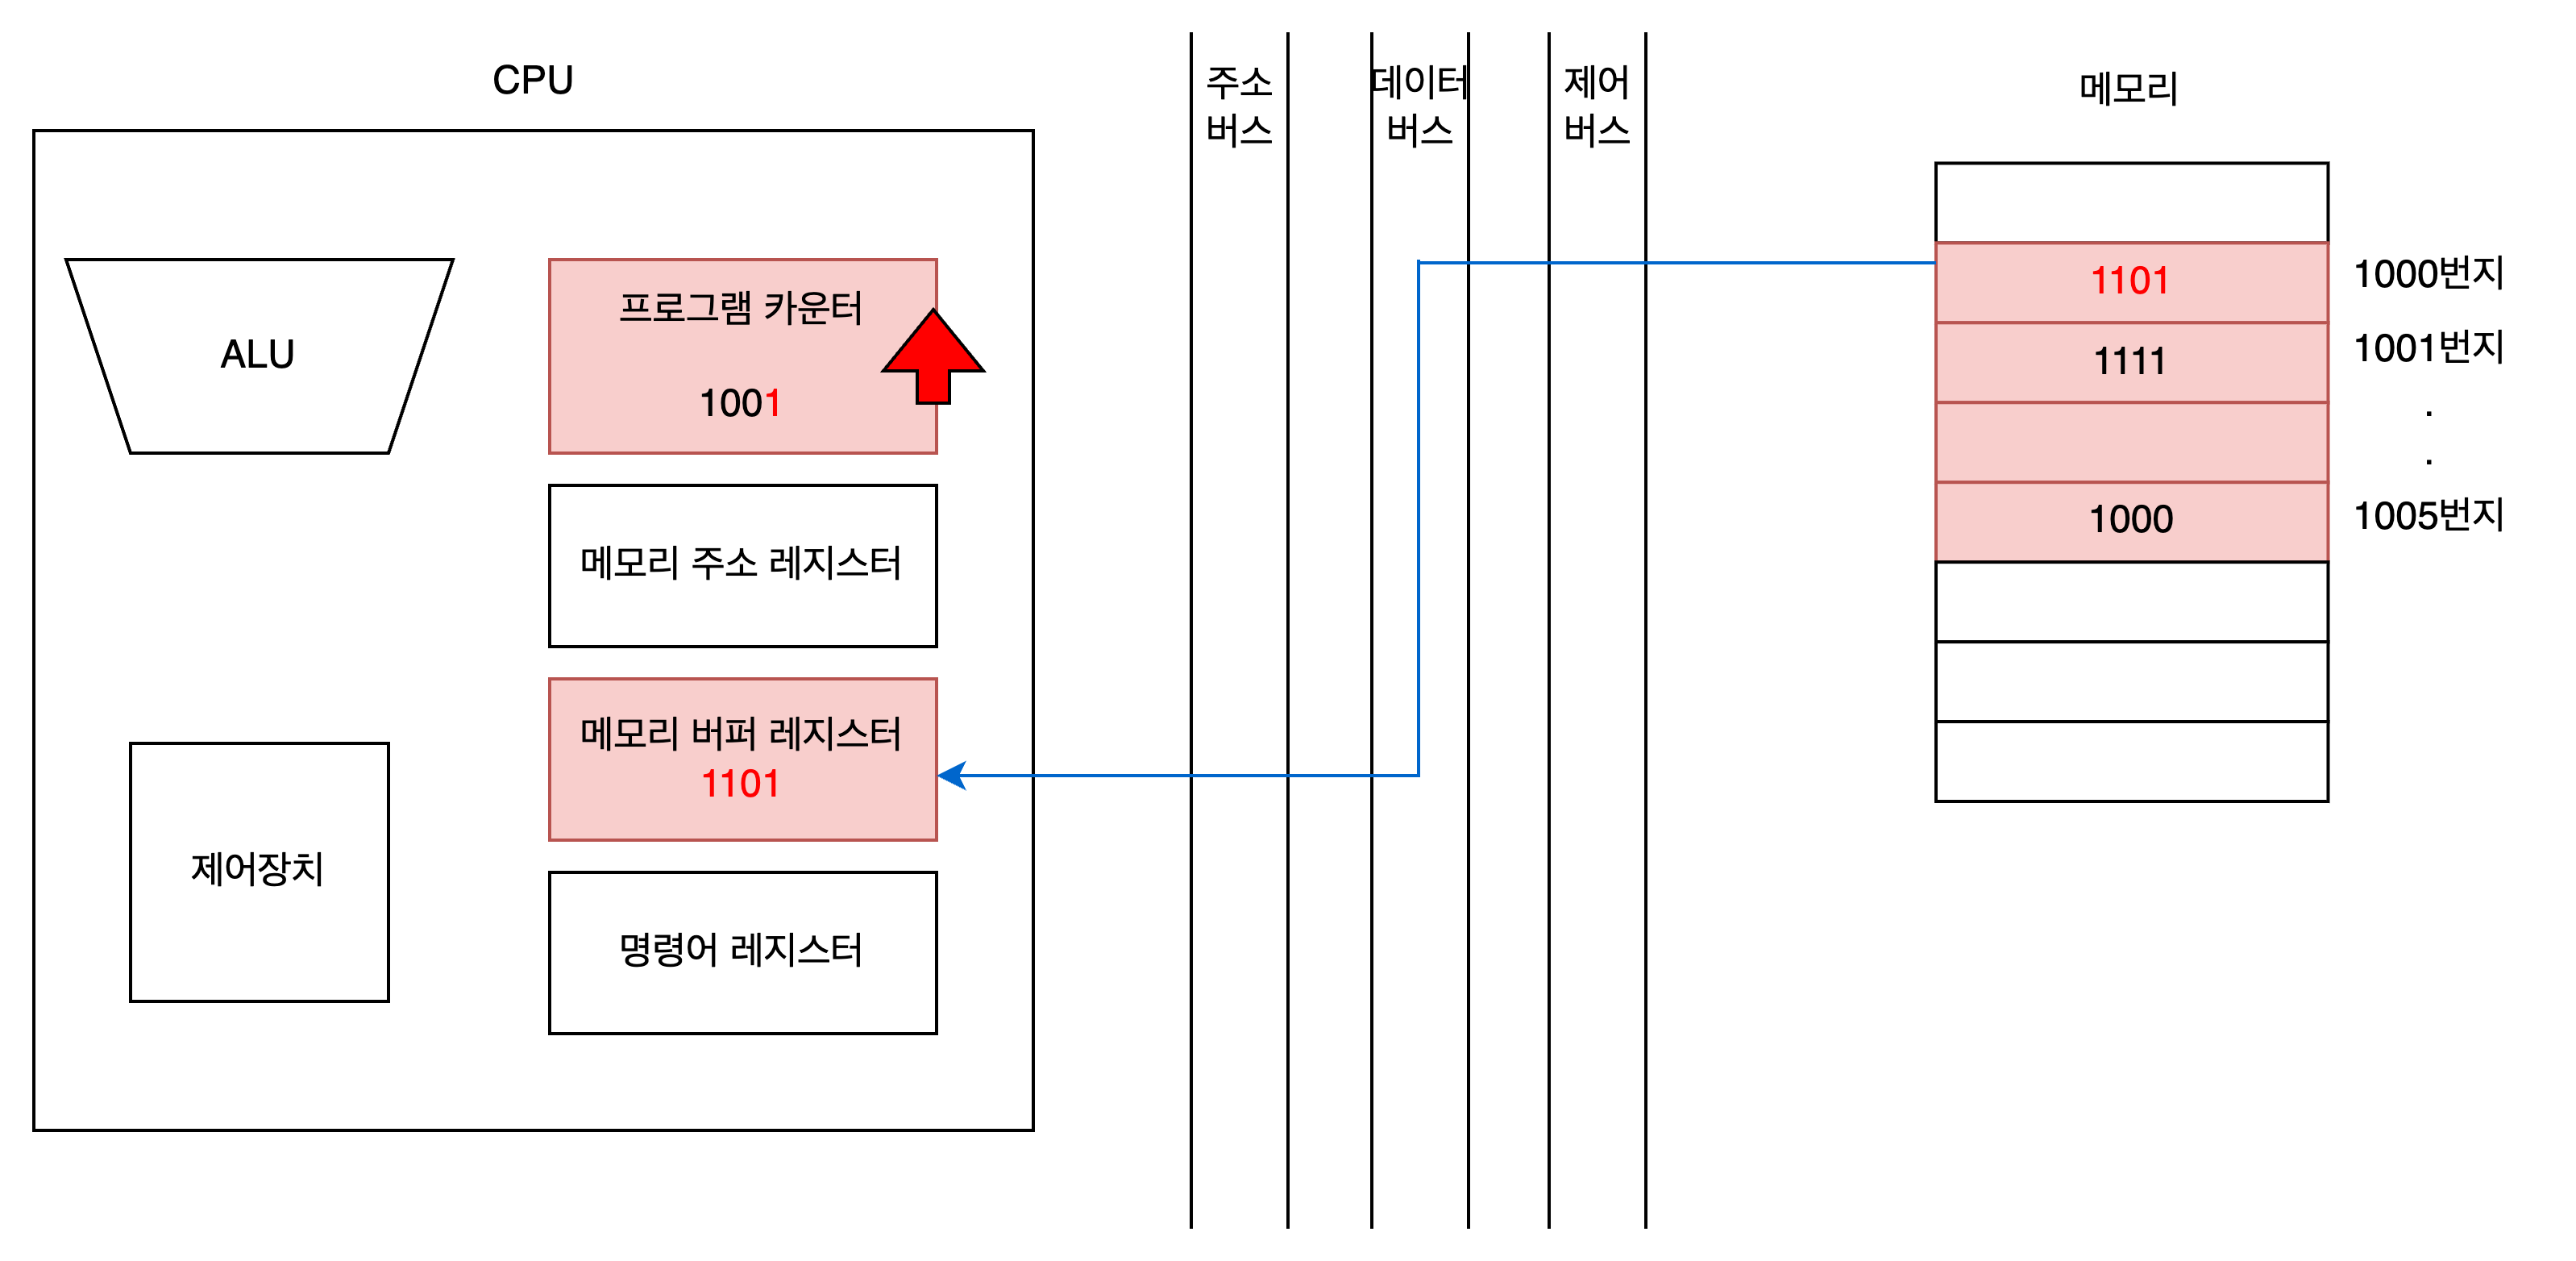 CPU
ALU
프로그램 카운터
1001
메모리 주소 레지스터
메모리 버퍼 레지스터
1101
제어장치
명령어 레지스터
주소
버스
데이터
버스
제어
버스
메모리
1101
1000번지
1111
1001번지
.
.
1000
1005번지